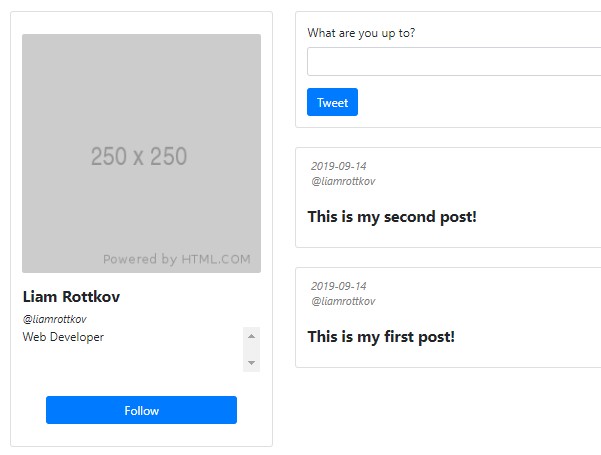 250 x 250
Powered by HTML.COM
Liam Rottkov
@liamrottkov
Web Developer
Follow
What are you up to?
Tweet
2019-09-14
@liamrottkov
This is my second post!
2019-09-14
@liamrottkov
This is my first post!